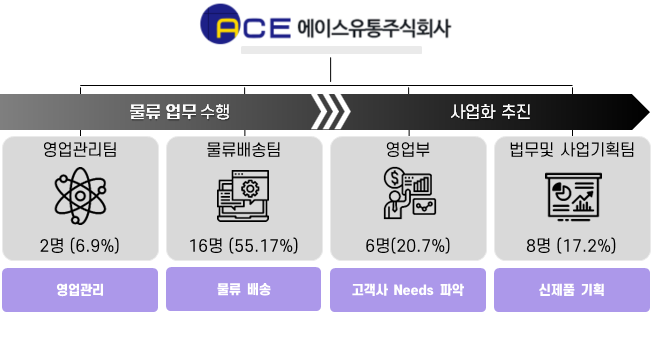 ACE 에이스유통주식회사
물류 업무 수행
사업화 추진
영업관리팀
물류배송팀
영업부
법무및 사업기획팀
2명 (6.9%)
16명 (55.17%)
6명(20.7%)
8명 (17.2%)
영업관리
물류 배송
고객사 Needs 파악
신제품 기획